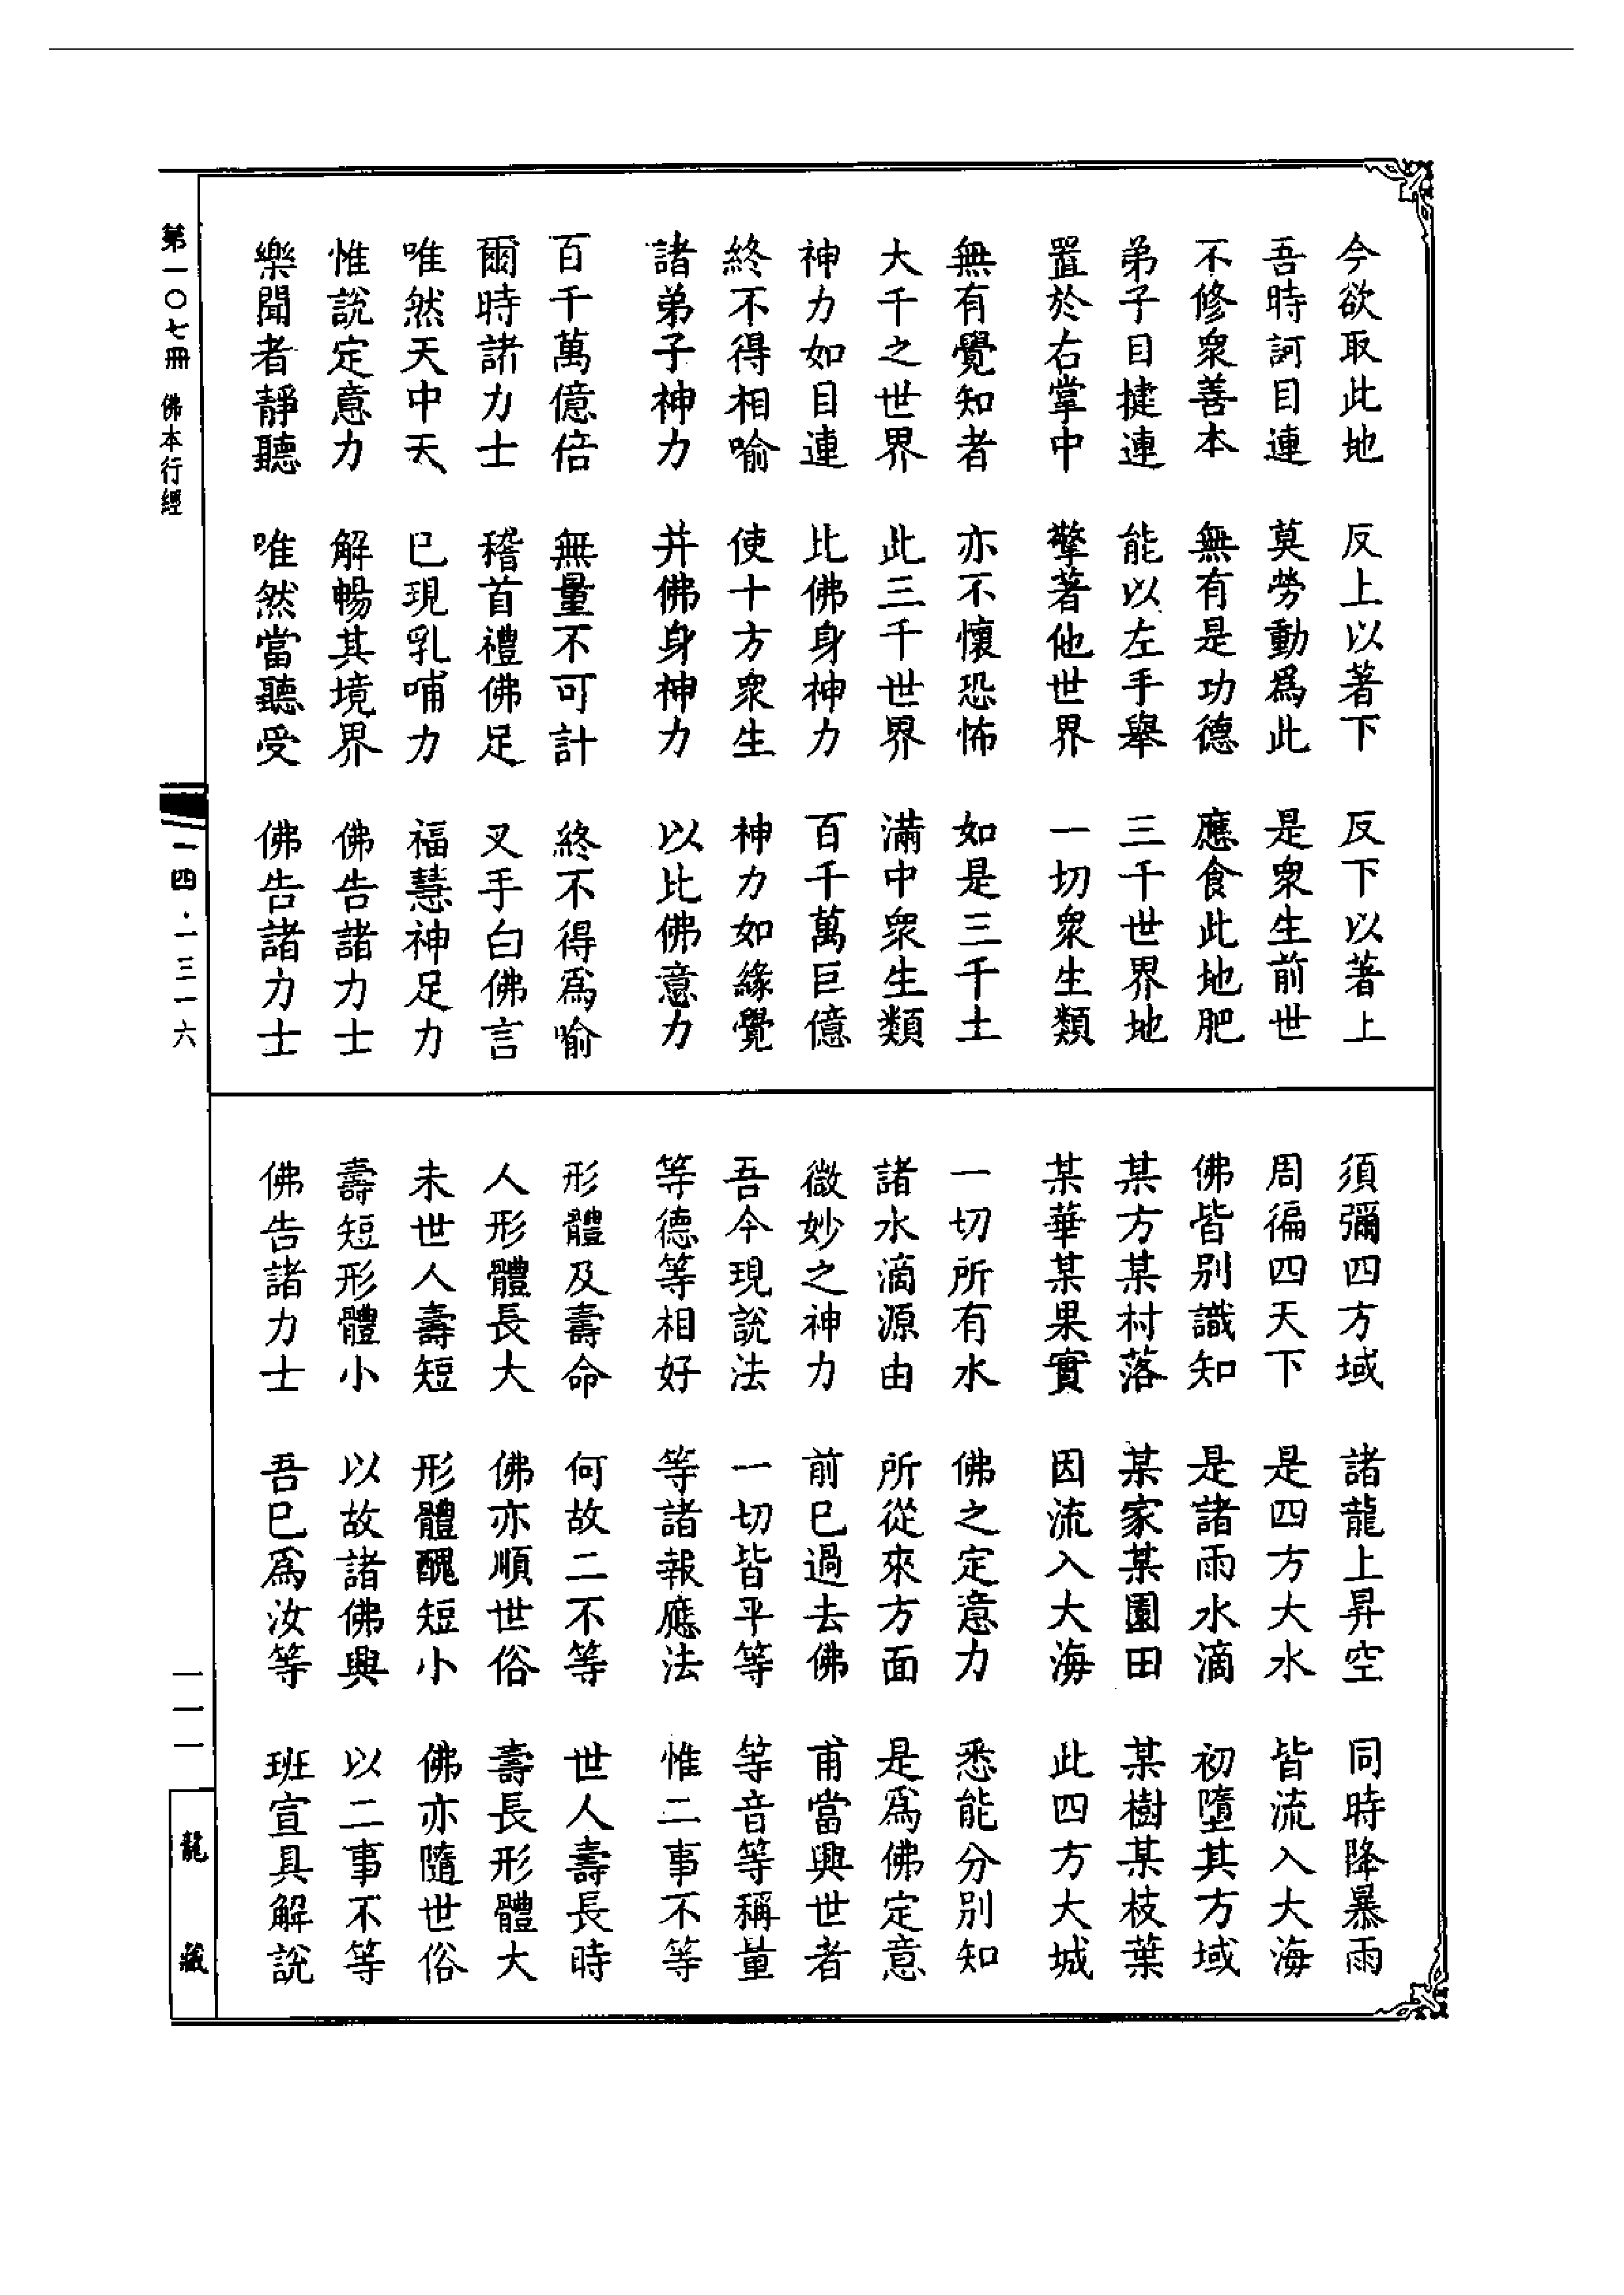 今欲取此地　反上以著下　反下以著上
吾時訶目連　莫勞動爲此　是衆生前世
不修衆善本　無有是功德　應食此地肥
弟子目揵連　能以左手舉　三千世界地
置於右掌中　擎著他世界　一切衆生類
無有覺知者　亦不懷恐怖　如是三千土
大千之世界　此三千世界　滿中衆生類
神力如目連　比佛身神力　百千萬巨億
終不得相喻　使十方衆生　神力如緣覺
諸弟子神力　并佛身神力　以比佛意力
百千萬億倍　無量不可計　終不得爲喻
爾時諸力士　稽首禮佛足　叉手白佛言
唯然天中天　已現乳哺力　福慧神足力
惟說定意力　解暢其境界　佛告諸力士
樂聞者靜聽　唯然當聽受　佛告諸力士
須彌四方域　諸龍上昇空　同時降暴雨
周徧四天下　是四方大水　皆流入大海
佛皆別識知　是諸雨水滴　初墮其方域
某方某村落　某家某園田　某樹某枝葉
某華某果實　因流入大海　此四方大城
一切所有水　佛之定意力　悉能分別知
諸水滴源由　所從來方面　是爲佛定意
微妙之神力　前已過去佛　甫當興世者
吾今現說法　一切皆平等　等音等稱量
等德等相好　等諸報應法　惟二事不等
形體及壽命　何故二不等　世人壽長時
人形體長大　佛亦順世俗　壽長形體大
未世人壽短　形體醜短小　佛亦隨世俗
壽短形體小　以故諸佛興　以二事不等
佛告諸力士　吾已爲汝等　班宣具解說
第一〇七冊　佛本行經
一四．一三一六
一一一
龍藏